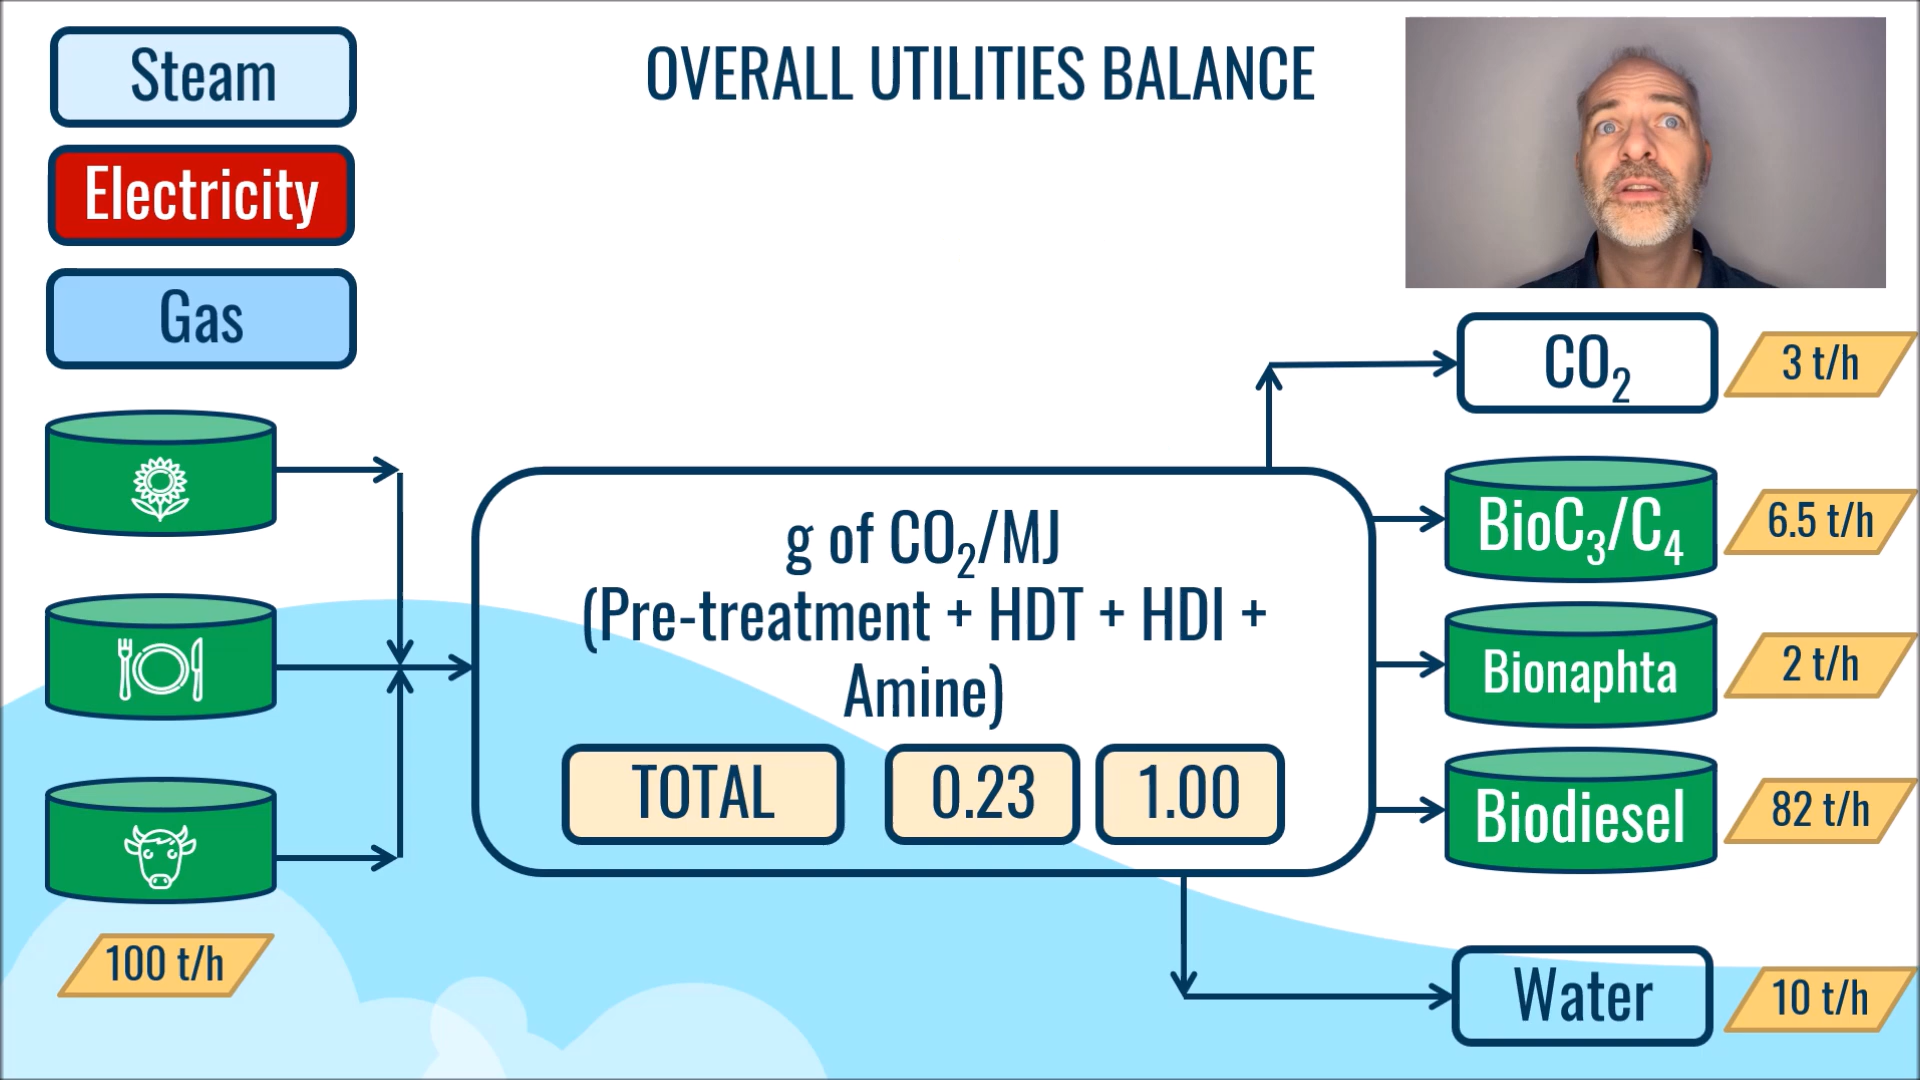 OVERALL UTILITIES BALANCE
Steam
Electricity
Gas
100 t/h
g of CO₂/MJ
(Pre-treatment + HDT + HDI +
Amine)
TOTAL 0.23 1.00
CO₂ 3 t/h
BioC₃/C₄ 6.5 t/h
Bionaphta 2 t/h
Biodiesel 82 t/h
Water 10 t/h